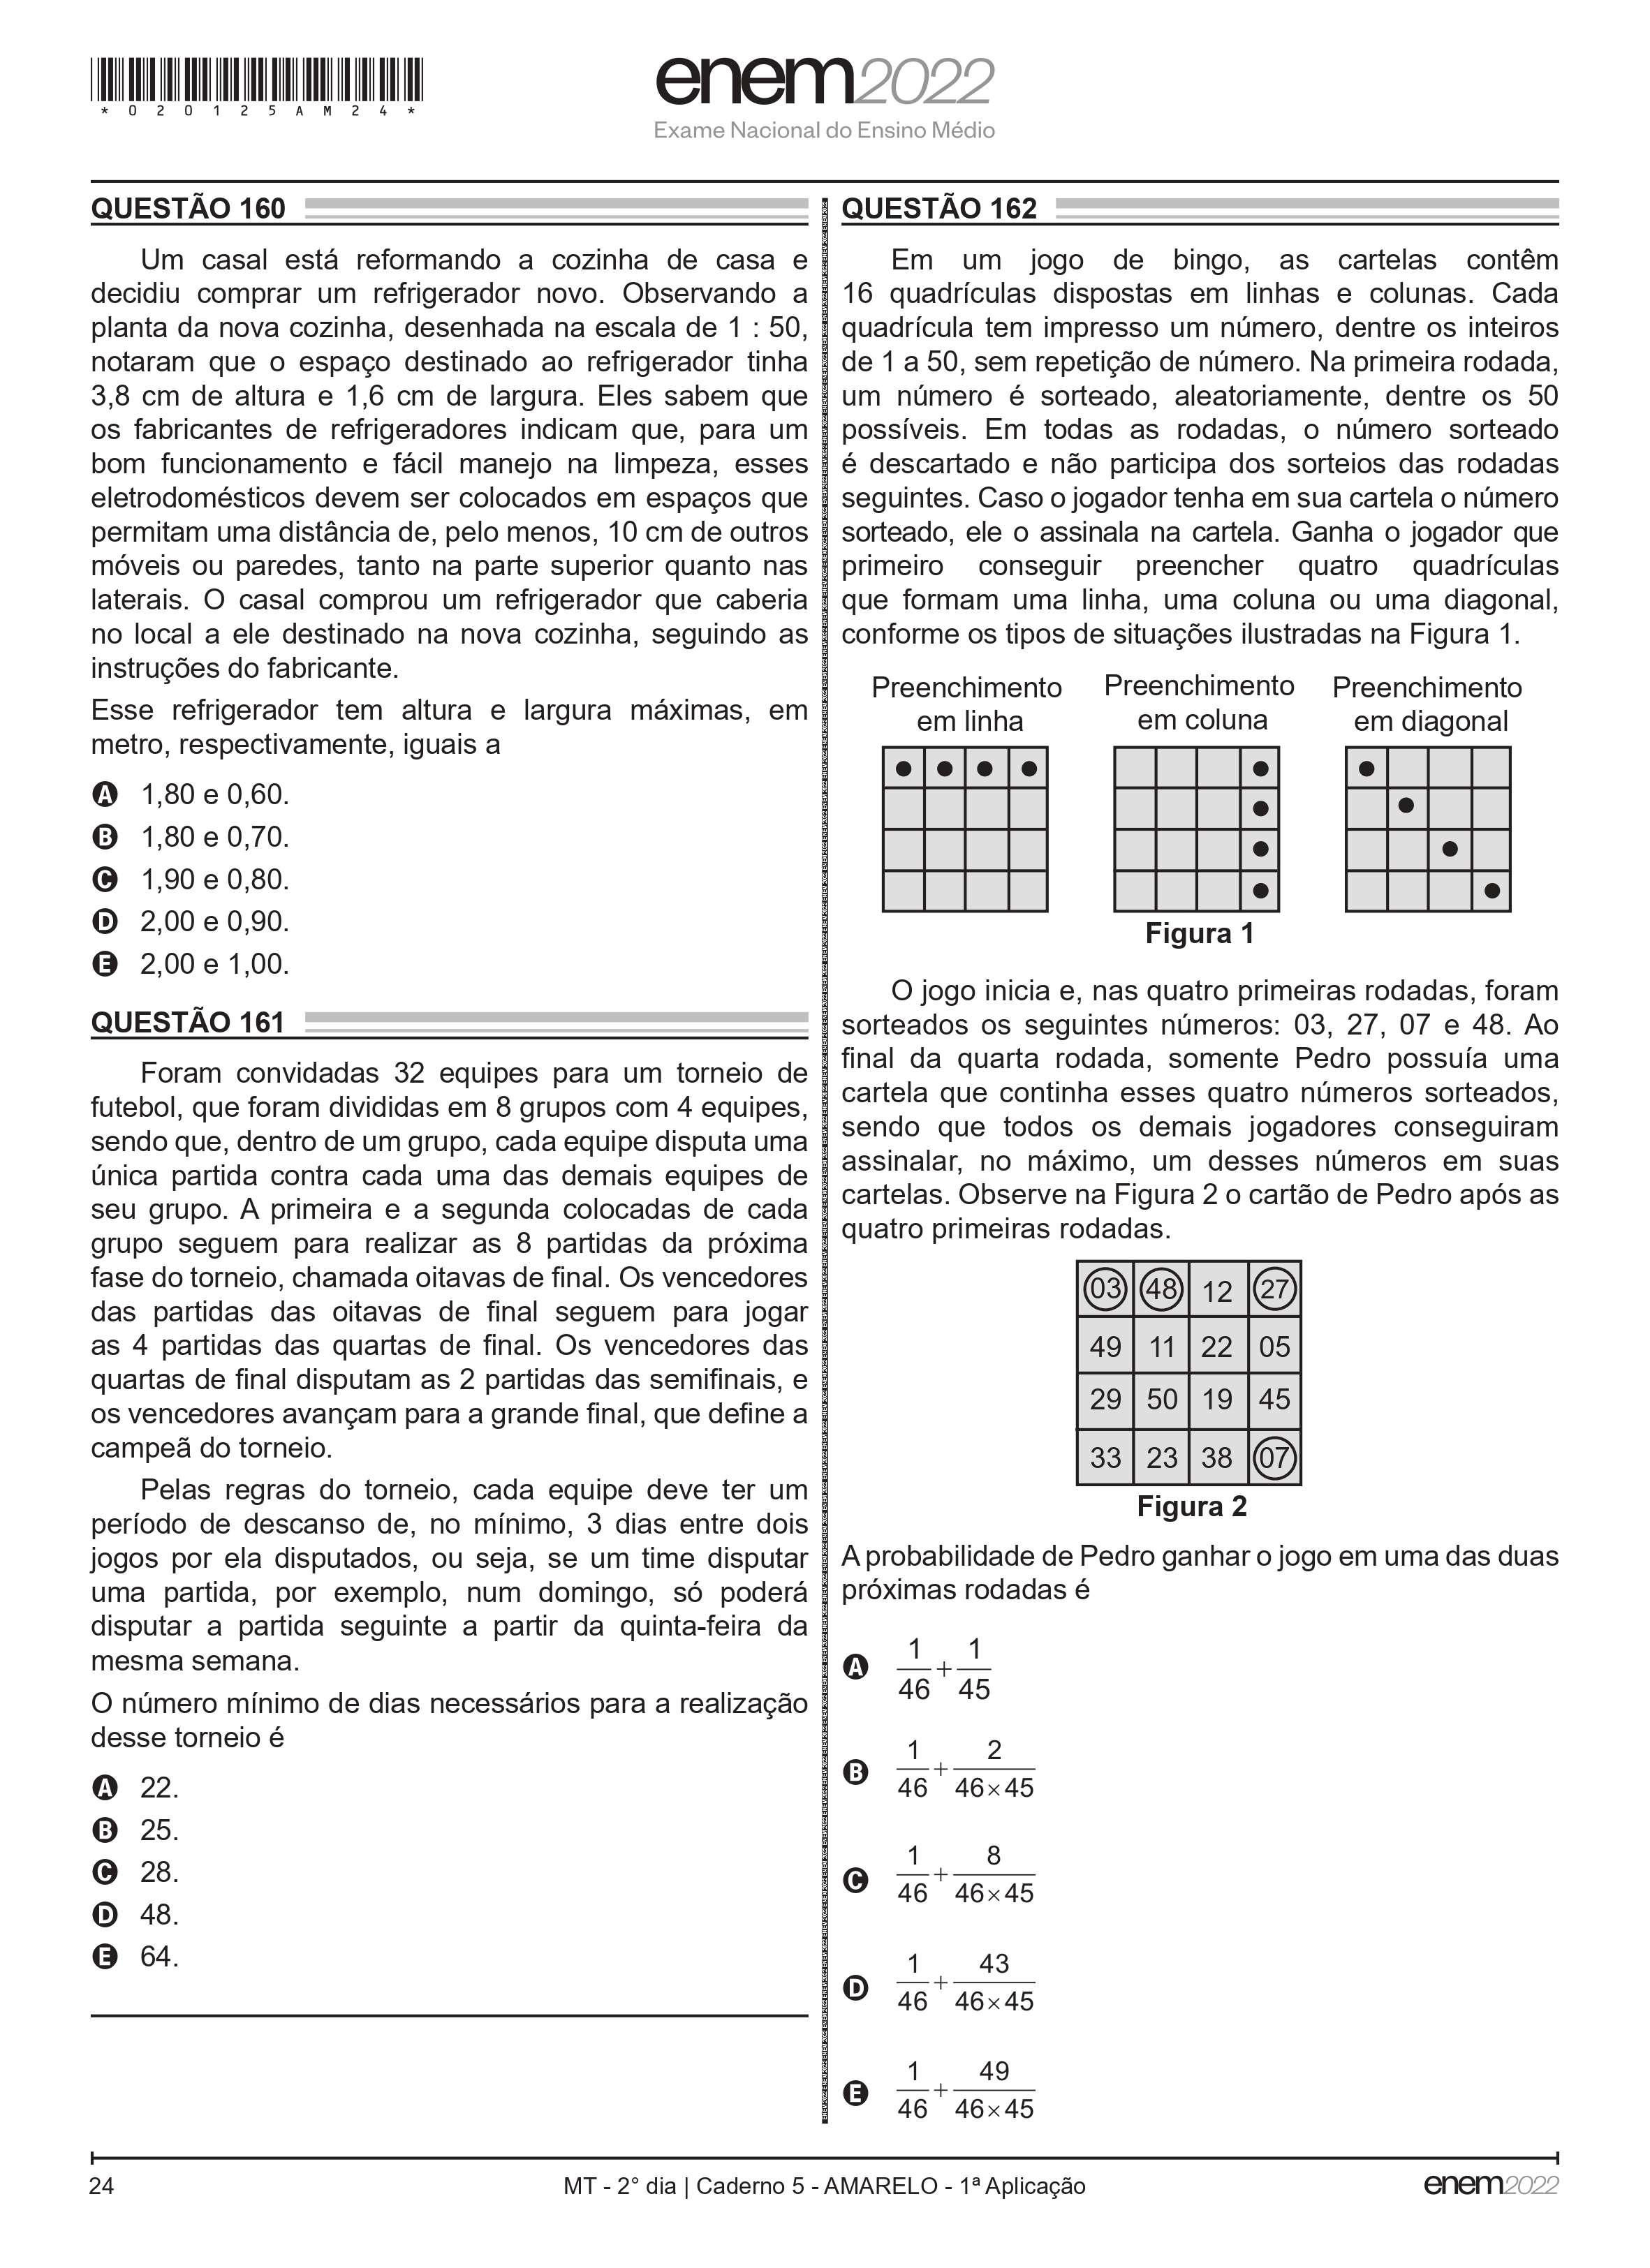 *020125AM24*
enem2022
Exame Nacional do Ensino Médio
QUESTÃO 160
Um casal está reformando a cozinha de casa e
decidiu comprar um refrigerador novo. Observando a
planta da nova cozinha, desenhada na escala de 1 : 50,
notaram que o espaço destinado ao refrigerador tinha
3,8 cm de altura e 1,6 cm de largura. Eles sabem que
os fabricantes de refrigeradores indicam que, para um
bom funcionamento e fácil manejo na limpeza, esses
eletrodomésticos devem ser colocados em espaços que
permitam uma distância de, pelo menos, 10 cm de outros
móveis ou paredes, tanto na parte superior quanto nas
laterais. O casal comprou um refrigerador que caberia
no local a ele destinado na nova cozinha, seguindo as
instruções do fabricante.
Esse refrigerador tem altura e largura máximas, em
metro, respectivamente, iguais a
A 1,80 e 0,60.
B 1,80 e 0,70.
C 1,90 e 0,80.
D 2,00 e 0,90.
E 2,00 e 1,00.
QUESTÃO 161
Foram convidadas 32 equipes para um torneio de
futebol, que foram divididas em 8 grupos com 4 equipes,
sendo que, dentro de um grupo, cada equipe disputa uma
única partida contra cada uma das demais equipes de
seu grupo. A primeira e a segunda colocadas de cada
grupo seguem para realizar as 8 partidas da próxima
fase do torneio, chamada oitavas de final. Os vencedores
das partidas das oitavas de final seguem para jogar
as 4 partidas das quartas de final. Os vencedores das
quartas de final disputam as 2 partidas das semifinais, e
os vencedores avançam para a grande final, que define a
campeã do torneio.
Pelas regras do torneio, cada equipe deve ter um
período de descanso de, no mínimo, 3 dias entre dois
jogos por ela disputados, ou seja, se um time disputar
uma partida, por exemplo, num domingo, só poderá
disputar a partida seguinte a partir da quinta-feira da
mesma semana.
O número mínimo de dias necessários para a realização
desse torneio é
A 22.
B 25.
C 28.
D 48.
E 64.
QUESTÃO 162
Em um jogo de bingo, as cartelas contêm
16 quadrículas dispostas em linhas e colunas. Cada
quadrícula tem impresso um número, dentre os inteiros
de 1 a 50, sem repetição de número. Na primeira rodada,
um número é sorteado, aleatoriamente, dentre os 50
possíveis. Em todas as rodadas, o número sorteado
é descartado e não participa dos sorteios das rodadas
seguintes. Caso o jogador tenha em sua cartela o número
sorteado, ele o assinala na cartela. Ganha o jogador que
primeiro conseguir preencher quatro quadrículas
que formam uma linha, uma coluna ou uma diagonal,
conforme os tipos de situações ilustradas na Figura 1.
Preenchimento
em linha
Preenchimento
em coluna
Preenchimento
em diagonal
Figura 1
O jogo inicia e, nas quatro primeiras rodadas, foram
sorteados os seguintes números: 03, 27, 07 e 48. Ao
final da quarta rodada, somente Pedro possuía uma
cartela que continha esses quatro números sorteados,
sendo que todos os demais jogadores conseguiram
assinalar, no máximo, um desses números em suas
cartelas. Observe na Figura 2 o cartão de Pedro após as
quatro primeiras rodadas.
03 48 12 27
49 11 22 05
29 50 19 45
33 23 38 07
Figura 2
A probabilidade de Pedro ganhar o jogo em uma das duas
próximas rodadas é
A 1/46 + 1/45
B 1/46 + 2/46×45
C 1/46 + 8/46×45
D 1/46 + 43/46×45
E 1/46 + 49/46×45
24
MT - 2° dia | Caderno 5 - AMARELO - 1ª Aplicação
enem2022